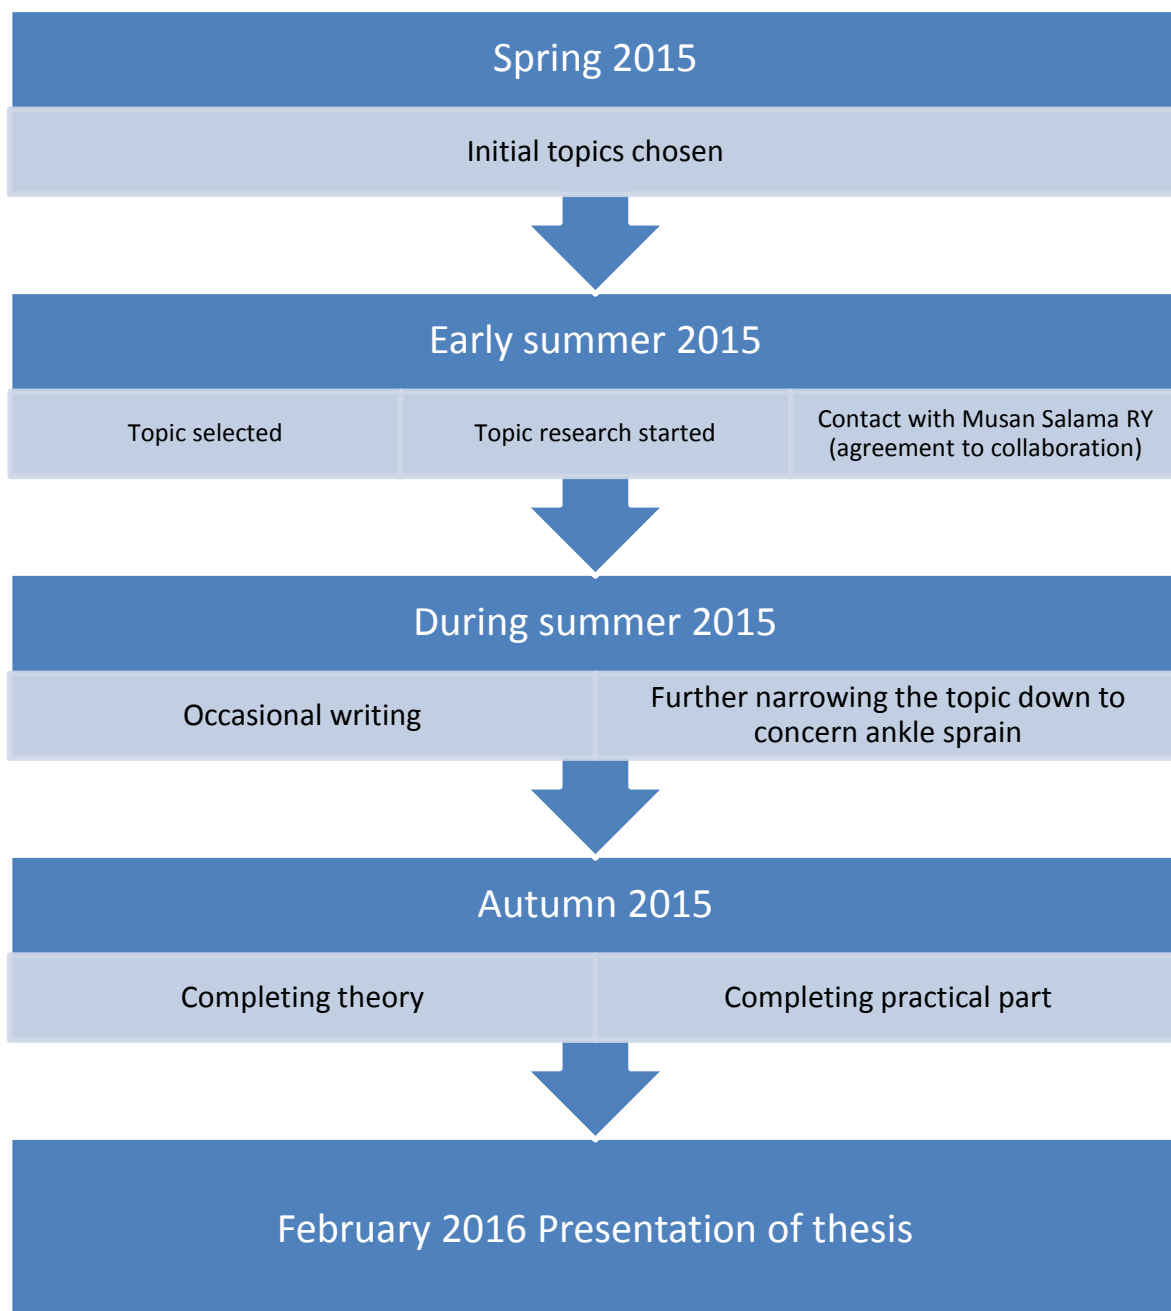 Spring 2015
Initial topics chosen
Early summer 2015
Topic selected
Topic research started
Contact with Musan Salama RY
(agreement to collaboration)
During summer 2015
Occasional writing
Further narrowing the topic down to
concern ankle sprain
Autumn 2015
Completing theory
Completing practical part
February 2016 Presentation of thesis